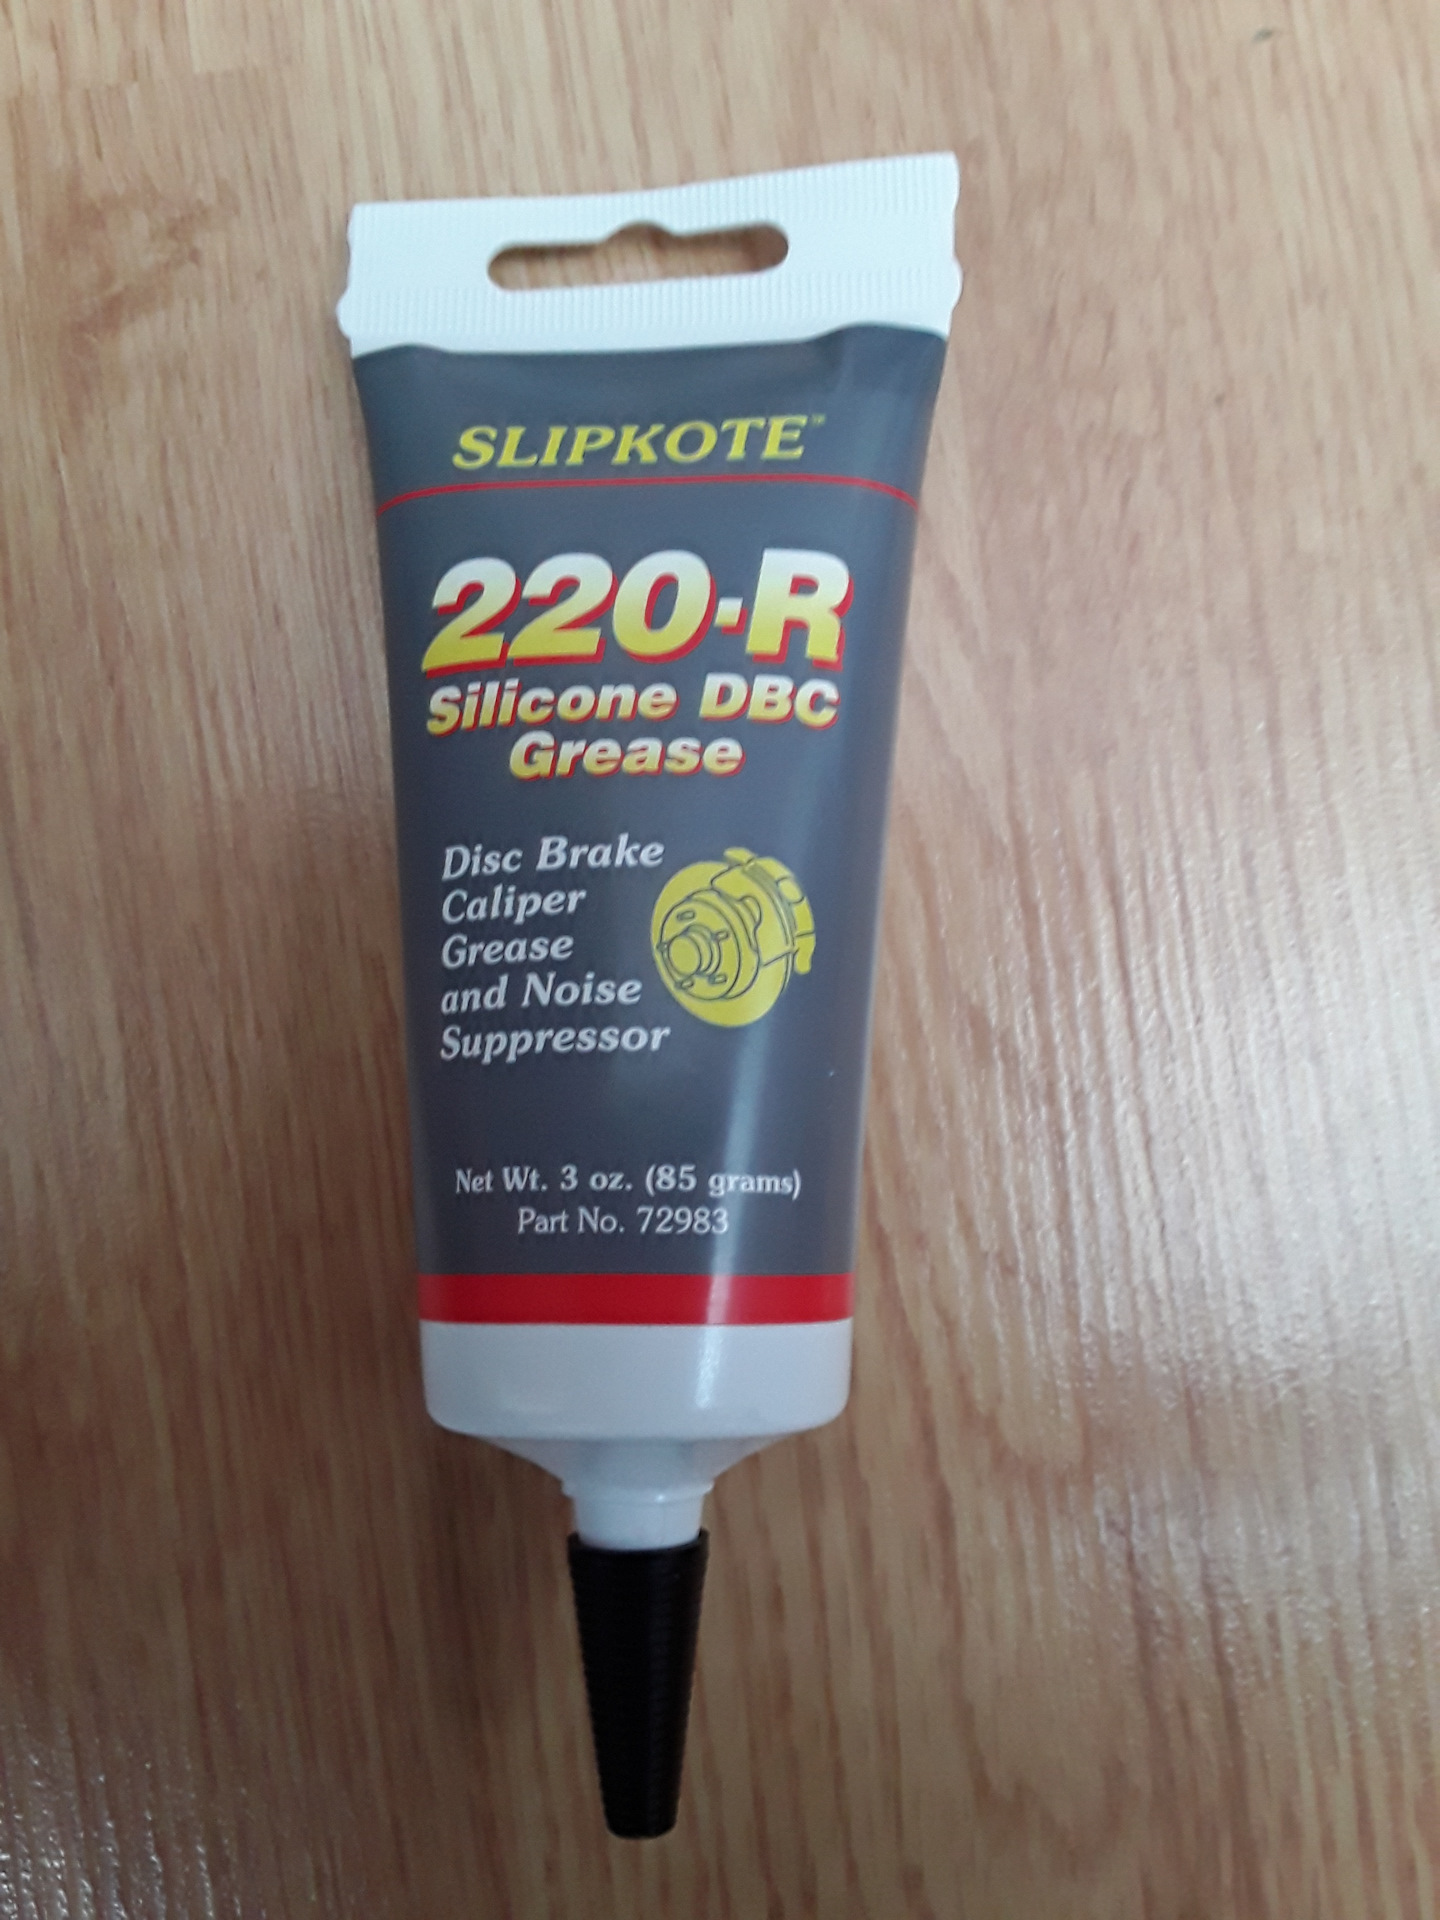 SLIPKOTE™
220-R
Silicone DBC
Grease
Disc Brake
Caliper
Grease
and Noise
Suppressor
Net Wt. 3 oz. (85 grams)
Part No. 72983